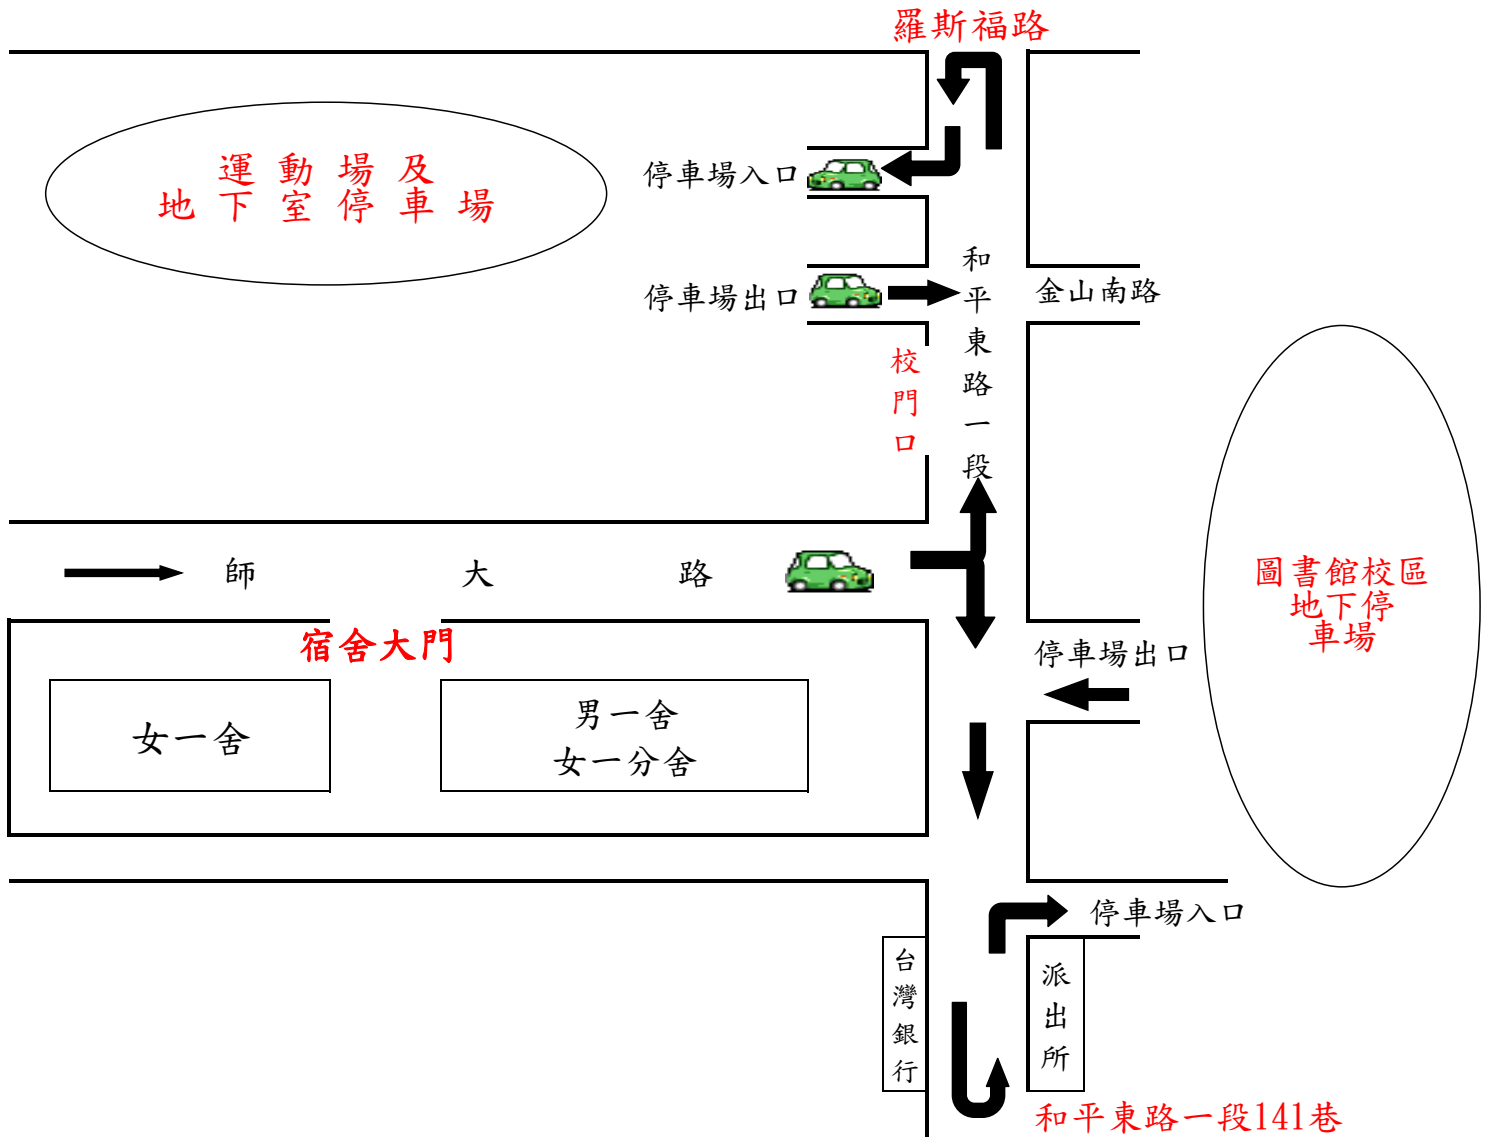 羅斯福路
運動場及
地下室停車場
停車場入口
停車場出口
和平東路一段
金山南路
校門口
師大路
宿舍大門
女一舍
男一舍
女一分舍
圖書館校區
地下停
車場
停車場出口
停車場入口
台灣銀行
派出所
和平東路一段141巷